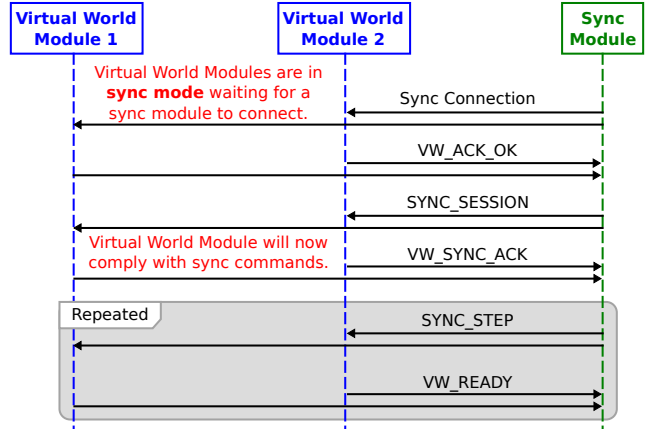 Virtual World
Module 1
Virtual World
Module 2
Sync
Module
Virtual World Modules are in
sync mode waiting for a
sync module to connect.
Sync Connection
VW_ACK_OK
SYNC_SESSION
Virtual World Module will now
comply with sync commands.
VW_SYNC_ACK
Repeated
SYNC_STEP
VW_READY